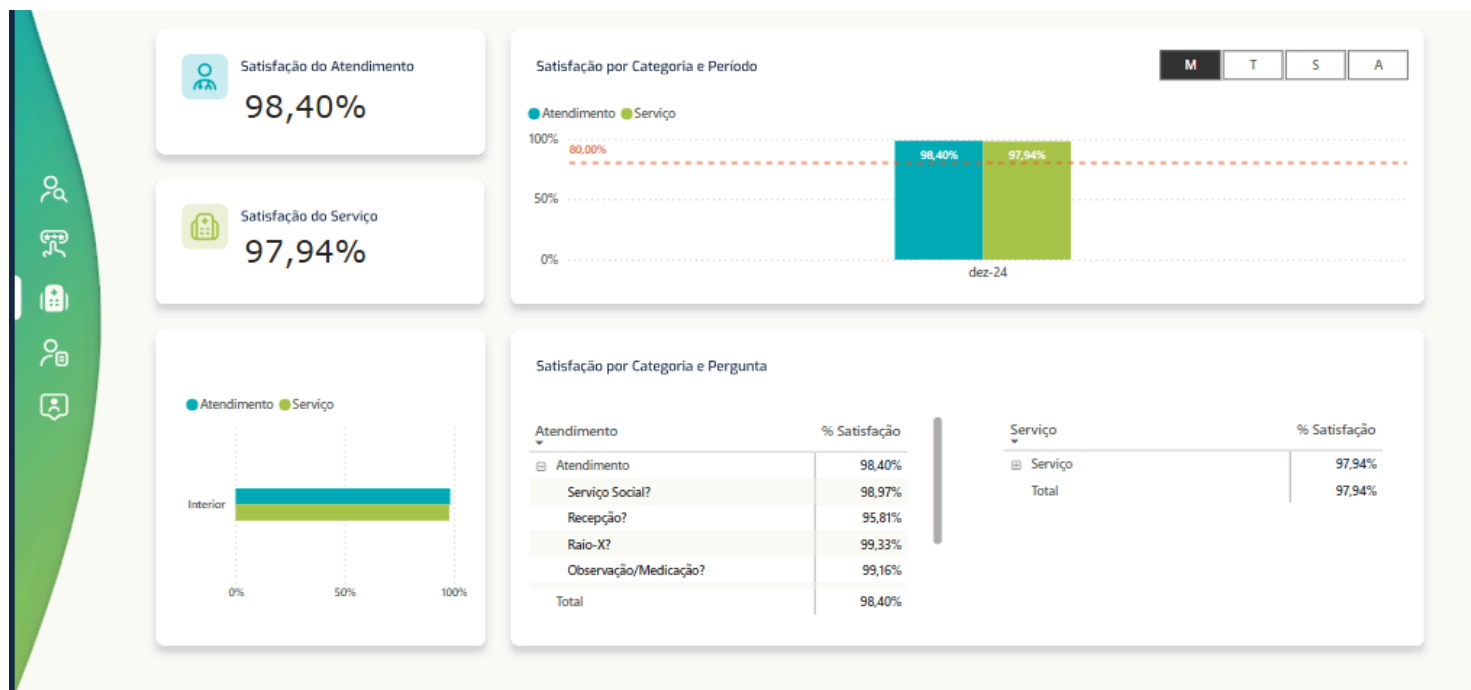 Satisfação do Atendimento
98,40%
Satisfação do Serviço
97,94%
Satisfação por Categoria e Período
M T S A
Atendimento Serviço
100%
80,00%
98,40% 97,94%
50%
0%
dez-24
Atendimento Serviço
Interior
0% 50% 100%
Satisfação por Categoria e Pergunta
Atendimento % Satisfação
Atendimento 98,40%
Serviço Social? 98,97%
Recepção? 95,81%
Raio-X? 99,33%
Observação/Medicação? 99,16%
Total 98,40%
Serviço % Satisfação
Serviço 97,94%
Total 97,94%